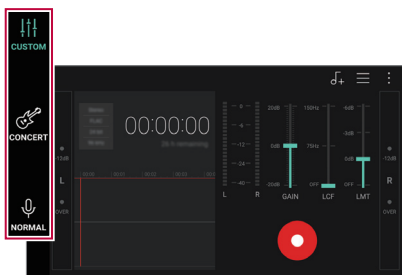 CUSTOM
CONCERT
NORMAL
00:00:00
-12dB
L
OVER
0
-4
-12
-24
-40
L R
20dB
0dB
-20dB
GAIN
150Hz
75Hz
OFF
LCF
-6dB
-3dB
0dB
OFF
LMT
-12dB
R
OVER